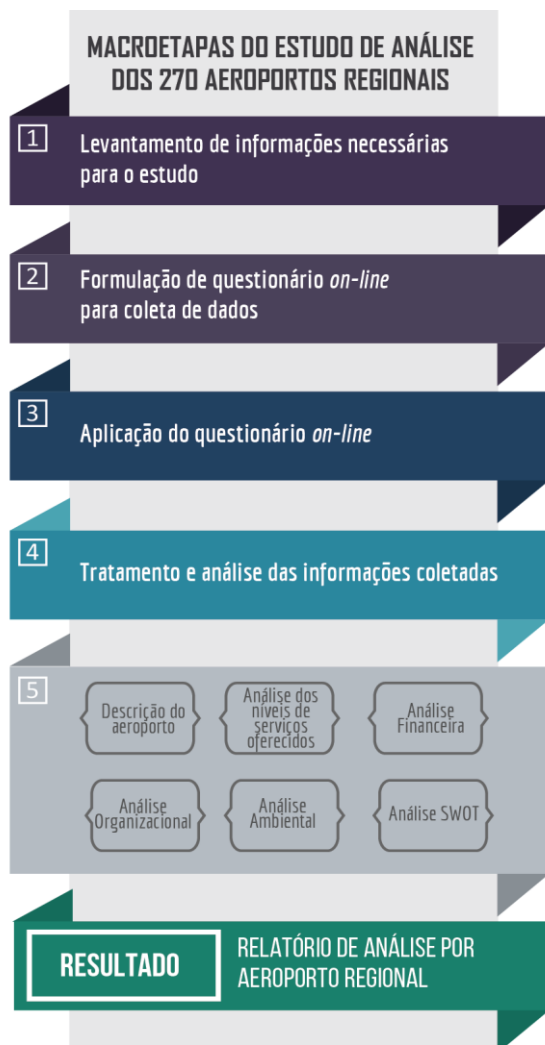 MACROETAPAS DO ESTUDO DE ANÁLISE
DOS 270 AEROPORTOS REGIONAIS
1
Levantamento de informações necessárias
para o estudo
2
Formulação de questionário on-line
para coleta de dados
3
Aplicação do questionário on-line
4
Tratamento e análise das informações coletadas
5
Descrição do
aeroporto
Análise dos
níveis de
serviços
oferecidos
Análise
Financeira
Análise
Organizacional
Análise
Ambiental
Análise SWOT
RESULTADO
RELATÓRIO DE ANÁLISE POR
AEROPORTO REGIONAL